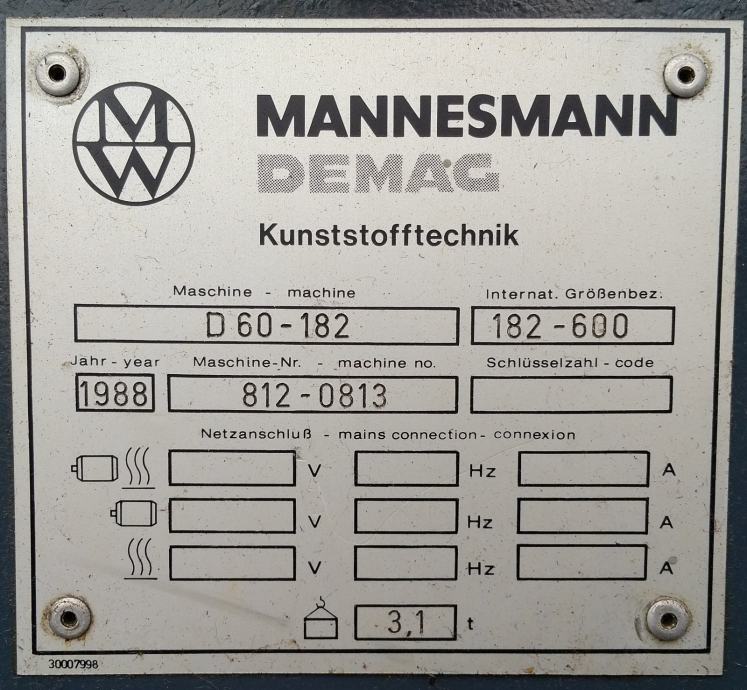 MW
MANNESMANN
DEMAG
Kunststofftechnik
Maschine - machine Internat. Größenbez.
D 60-182 182-600
Jahr - year Maschine-Nr. - machine no. Schlüsselzahl - code
1988 812-0813
Netzanschluß - mains connection - connexion
V Hz A
V Hz A
V Hz A
3,1 t
30007998